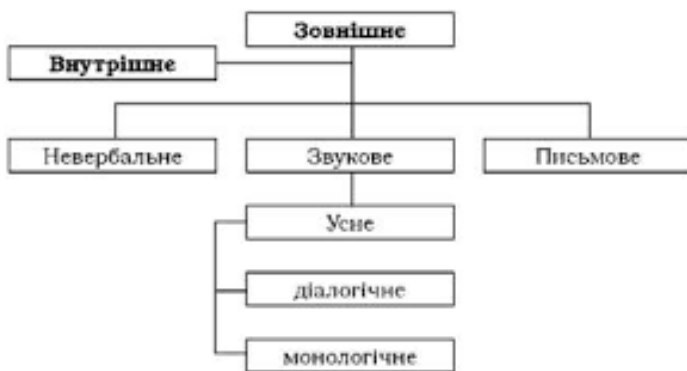 Зовнішнє
Внутрішнє
Невербальне
Звукове
Письмове
Усне
діалогічне
монологічне